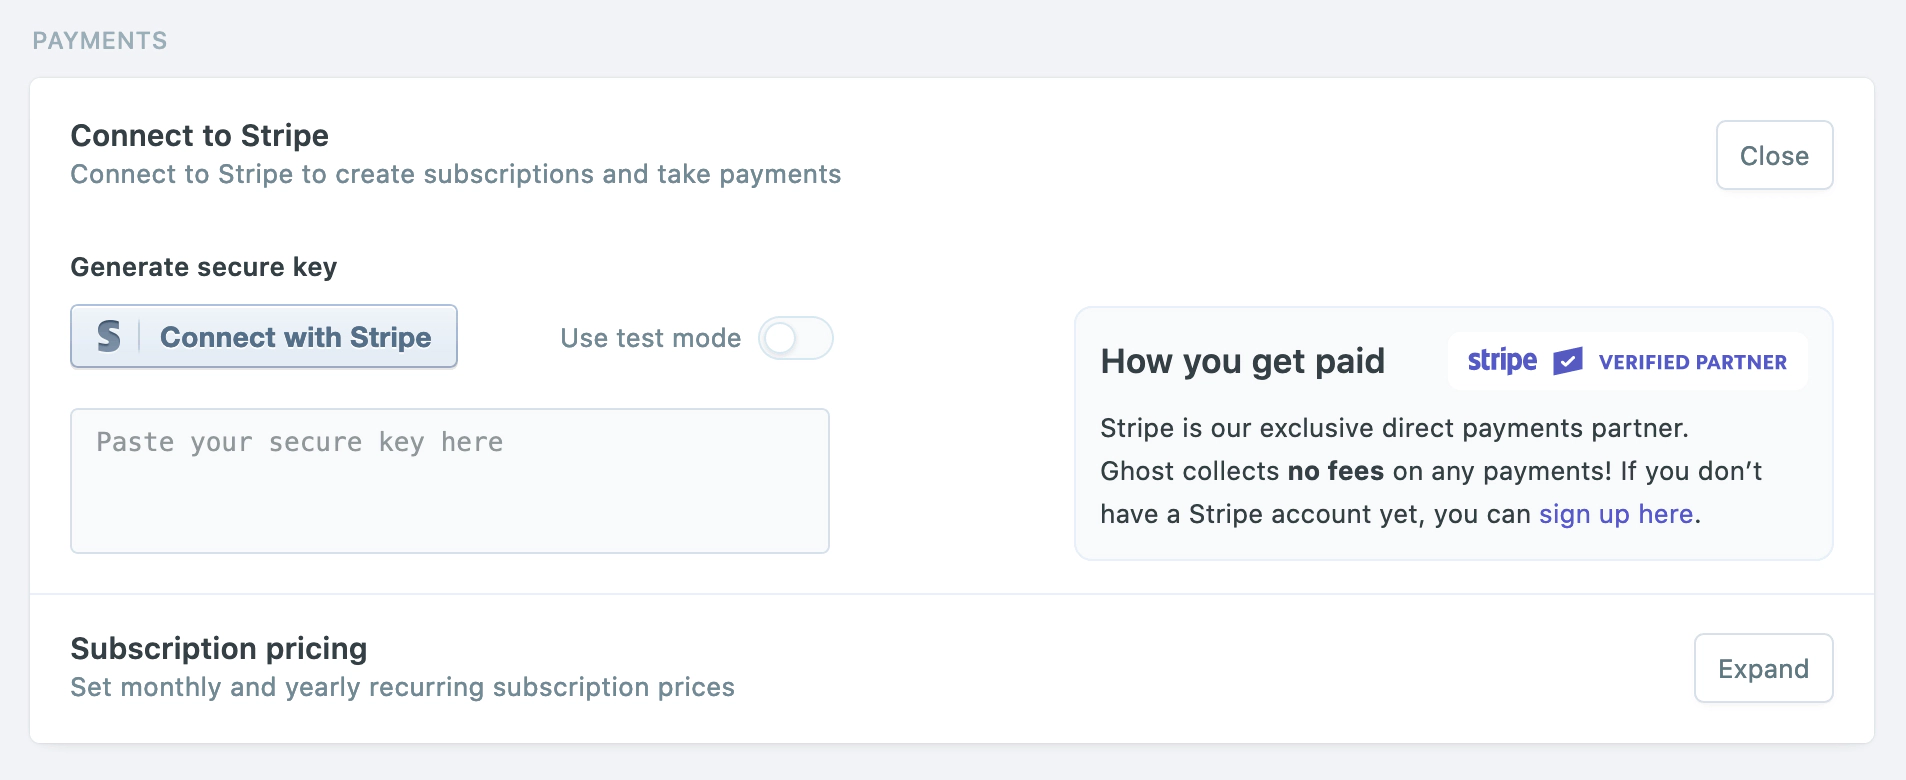 PAYMENTS
Connect to Stripe
Connect to Stripe to create subscriptions and take payments
Close
Generate secure key
S Connect with Stripe
Use test mode
Paste your secure key here
How you get paid
stripe VERIFIED PARTNER
Stripe is our exclusive direct payments partner.
Ghost collects no fees on any payments! If you don’t
have a Stripe account yet, you can sign up here.
Subscription pricing
Set monthly and yearly recurring subscription prices
Expand